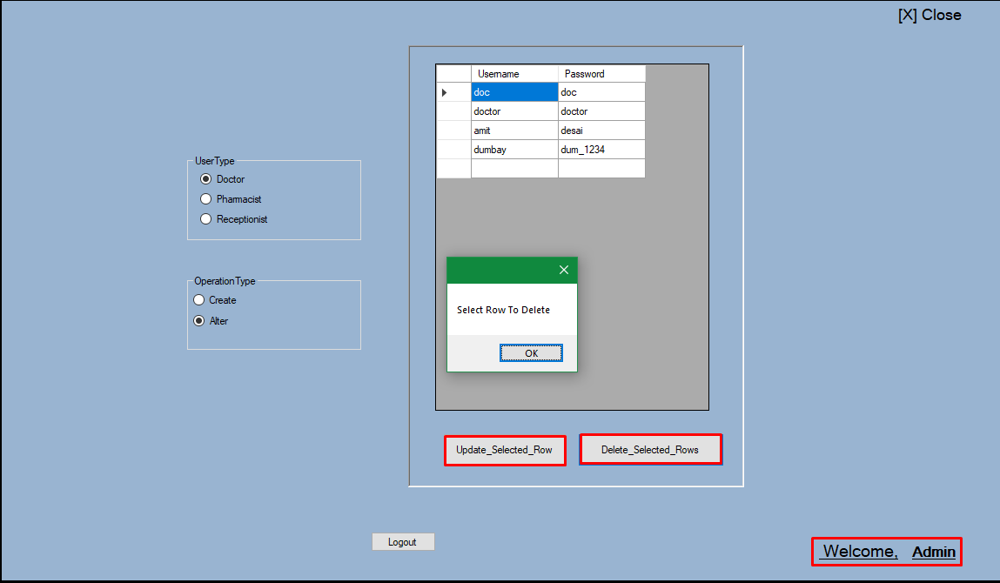 [X] Close
Username Password
doc doc
doctor doctor
amit desai
dumbay dum_1234
UserType
Doctor
Pharmacist
Receptionist
OperationType
Create
Alter
Select Row To Delete
OK
Update_Selected_Row Delete_Selected_Rows
Logout
Welcome, Admin